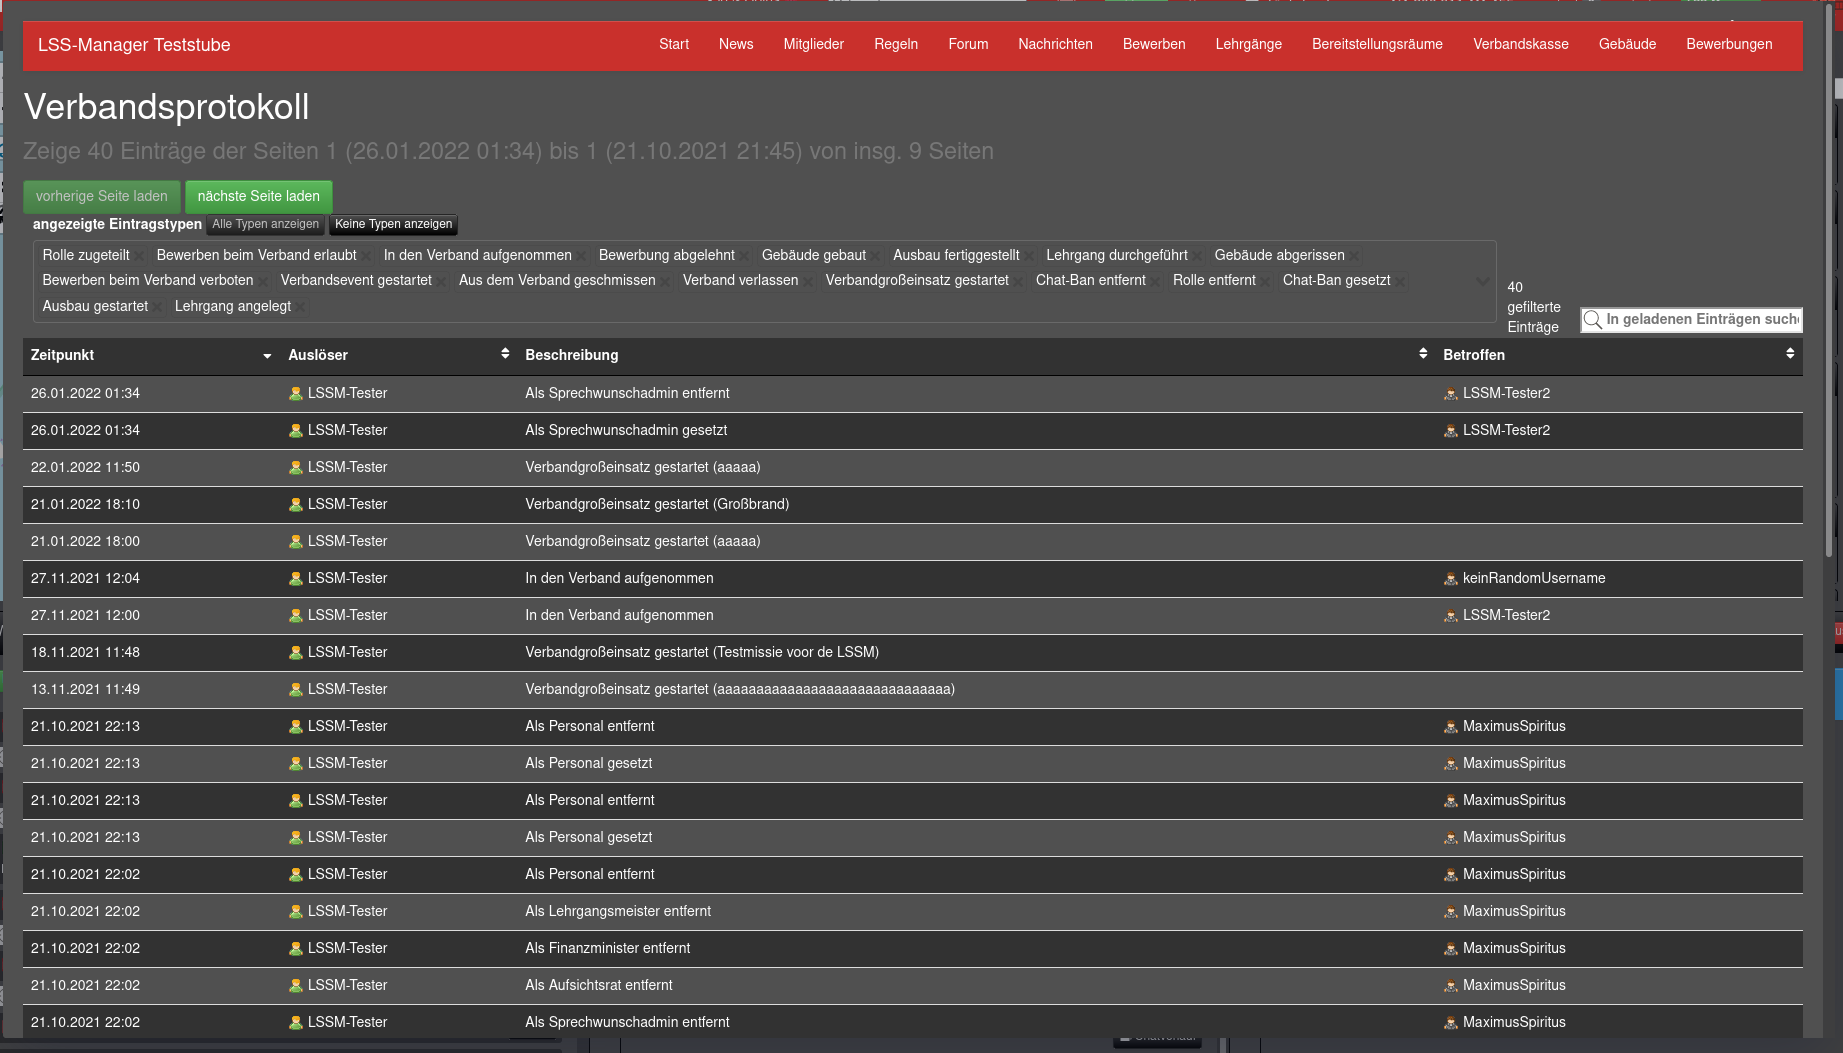 LSS-Manager Teststube Start News Mitglieder Regeln Forum Nachrichten Bewerben Lehrgänge Bereitstellungsräume Verbandskasse Gebäude Bewerbungen
Verbandsprotokoll
Zeige 40 Einträge der Seiten 1 (26.01.2022 01:34) bis 1 (21.10.2021 21:45) von insg. 9 Seiten
vorherige Seite laden nächste Seite laden
angezeigte Eintragstypen Alle Typen anzeigen Keine Typen anzeigen
Rolle zugeteilt Bewerben beim Verband erlaubt In den Verband aufgenommen Bewerbung abgelehnt Gebäude gebaut Ausbau fertiggestellt Lehrgang durchgeführt Gebäude abgerissen
Bewerben beim Verband verboten Verbandsevent gestartet Aus dem Verband geschmissen Verband verlassen Verbandgroßeinsatz gestartet Chat-Ban entfernt Rolle entfernt Chat-Ban gesetzt
Ausbau gestartet Lehrgang angelegt
40
gefilterte
Einträge
In geladenen Einträgen such
Zeitpunkt Auslöser Beschreibung Betroffen
26.01.2022 01:34 LSSM-Tester Als Sprechwunschadmin entfernt LSSM-Tester2
26.01.2022 01:34 LSSM-Tester Als Sprechwunschadmin gesetzt LSSM-Tester2
22.01.2022 11:50 LSSM-Tester Verbandgroßeinsatz gestartet (aaaaa)
21.01.2022 18:10 LSSM-Tester Verbandgroßeinsatz gestartet (Großbrand)
21.01.2022 18:00 LSSM-Tester Verbandgroßeinsatz gestartet (aaaaa)
27.11.2021 12:04 LSSM-Tester In den Verband aufgenommen keinRandomUsername
27.11.2021 12:00 LSSM-Tester In den Verband aufgenommen LSSM-Tester2
18.11.2021 11:48 LSSM-Tester Verbandgroßeinsatz gestartet (Testmissie voor de LSSM)
13.11.2021 11:49 LSSM-Tester Verbandgroßeinsatz gestartet (aaaaaaaaaaaaaaaaaaaaaaaaaaaaaa)
21.10.2021 22:13 LSSM-Tester Als Personal entfernt MaximusSpiritus
21.10.2021 22:13 LSSM-Tester Als Personal gesetzt MaximusSpiritus
21.10.2021 22:13 LSSM-Tester Als Personal entfernt MaximusSpiritus
21.10.2021 22:13 LSSM-Tester Als Personal gesetzt MaximusSpiritus
21.10.2021 22:02 LSSM-Tester Als Personal entfernt MaximusSpiritus
21.10.2021 22:02 LSSM-Tester Als Lehrgangsmeister entfernt MaximusSpiritus
21.10.2021 22:02 LSSM-Tester Als Finanzminister entfernt MaximusSpiritus
21.10.2021 22:02 LSSM-Tester Als Aufsichtsrat entfernt MaximusSpiritus
21.10.2021 22:02 LSSM-Tester Als Sprechwunschadmin entfernt MaximusSpiritus